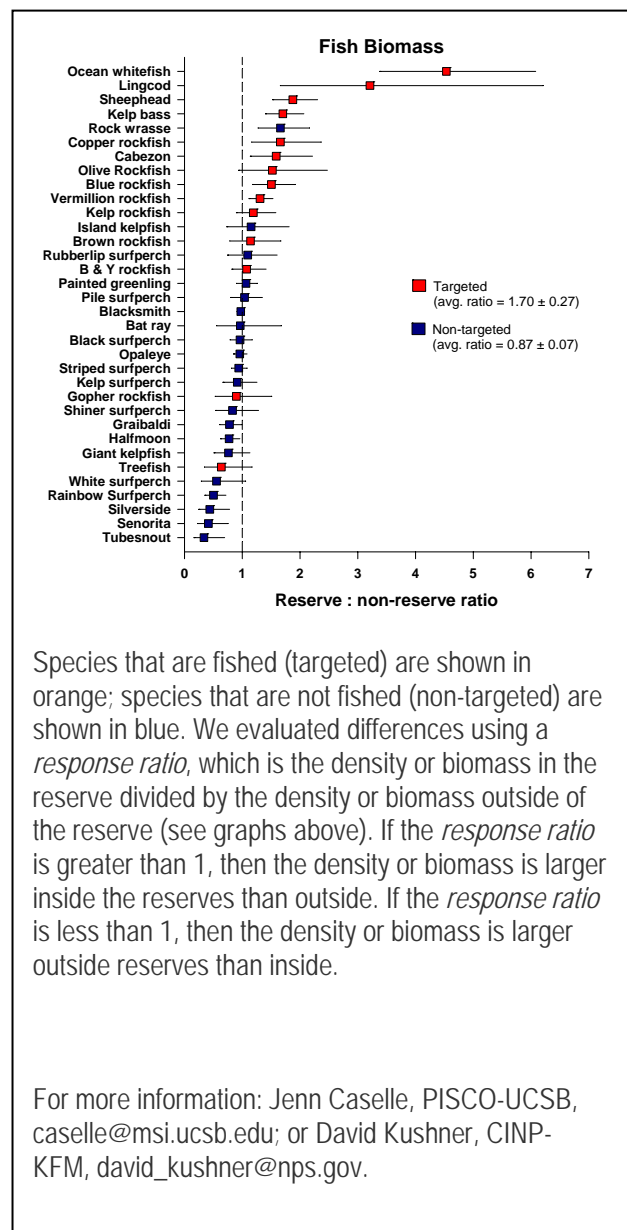 Fish Biomass
Ocean whitefish
Lingcod
Sheephead
Kelp bass
Rock wrasse
Copper rockfish
Cabezon
Olive Rockfish
Blue rockfish
Vermillion rockfish
Kelp rockfish
Island kelpfish
Brown rockfish
Rubberlip surfperch
B & Y rockfish
Painted greenling
Pile surfperch
Blacksmith
Bat ray
Black surfperch
Opaleye
Striped surfperch
Kelp surfperch
Gopher rockfish
Shiner surfperch
Graibaldi
Halfmoon
Giant kelpfish
Treefish
White surfperch
Rainbow Surfperch
Silverside
Senorita
Tubesnout
Targeted
(avg. ratio = 1.70 ± 0.27)
Non-targeted
(avg. ratio = 0.87 ± 0.07)
0 1 2 3 4 5 6 7
Reserve : non-reserve ratio
Species that are fished (targeted) are shown in
orange; species that are not fished (non-targeted) are
shown in blue. We evaluated differences using a
response ratio, which is the density or biomass in the
reserve divided by the density or biomass outside of
the reserve (see graphs above). If the response ratio
is greater than 1, then the density or biomass is larger
inside the reserves than outside. If the response ratio
is less than 1, then the density or biomass is larger
outside reserves than inside.
For more information: Jenn Caselle, PISCO-UCSB,
caselle@msi.ucsb.edu; or David Kushner, CINP-
KFM, david_kushner@nps.gov.